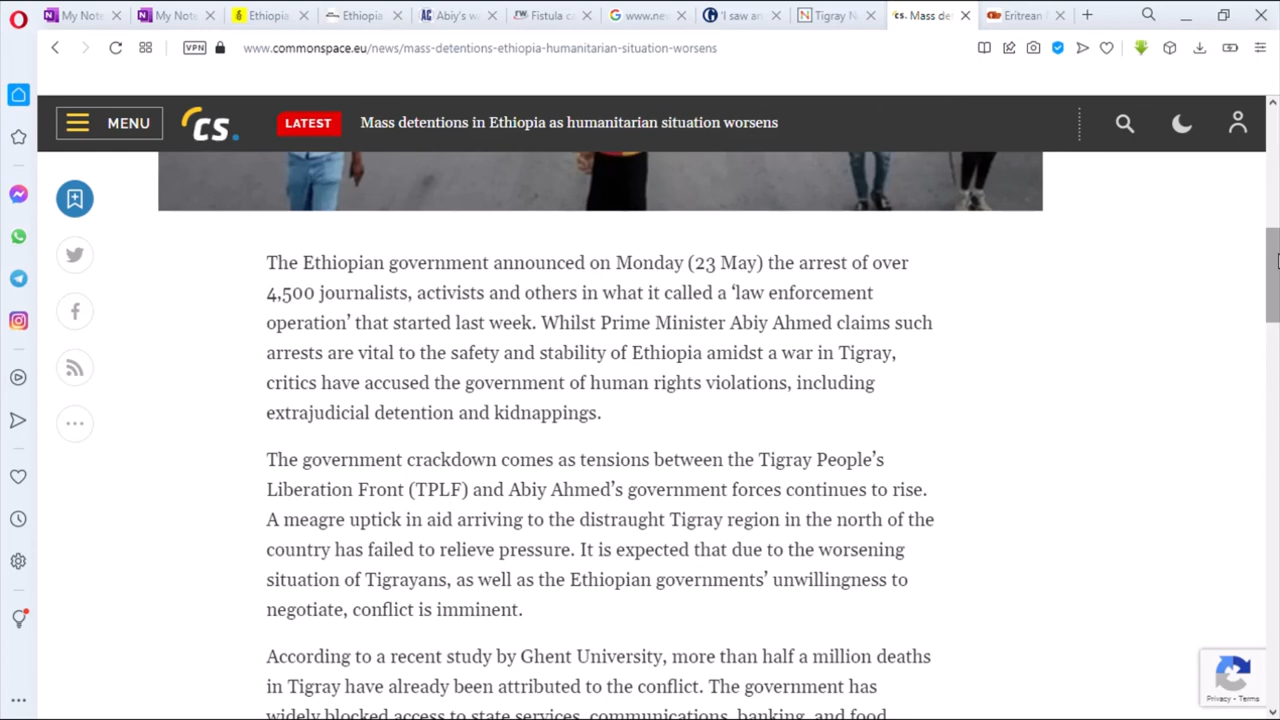 My Note
My Note
Ethiopia
Ethiopia
Abiy's w
Fistula c
www.ne
'I saw a
Tigray N
Mass de
Eritrean
VPN
www.commonspace.eu/news/mass-detentions-ethiopia-humanitarian-situation-worsens
MENU
cs.
LATEST
Mass detentions in Ethiopia as humanitarian situation worsens
The Ethiopian government announced on Monday (23 May) the arrest of over
4,500 journalists, activists and others in what it called a ‘law enforcement
operation’ that started last week. Whilst Prime Minister Abiy Ahmed claims such
arrests are vital to the safety and stability of Ethiopia amidst a war in Tigray,
critics have accused the government of human rights violations, including
extrajudicial detention and kidnappings.
The government crackdown comes as tensions between the Tigray People’s
Liberation Front (TPLF) and Abiy Ahmed’s government forces continues to rise.
A meagre uptick in aid arriving to the distraught Tigray region in the north of the
country has failed to relieve pressure. It is expected that due to the worsening
situation of Tigrayans, as well as the Ethiopian governments’ unwillingness to
negotiate, conflict is imminent.
According to a recent study by Ghent University, more than half a million deaths
in Tigray have already been attributed to the conflict. The government has
widely blocked access to state services, communications, banking, and food
Privacy - Terms